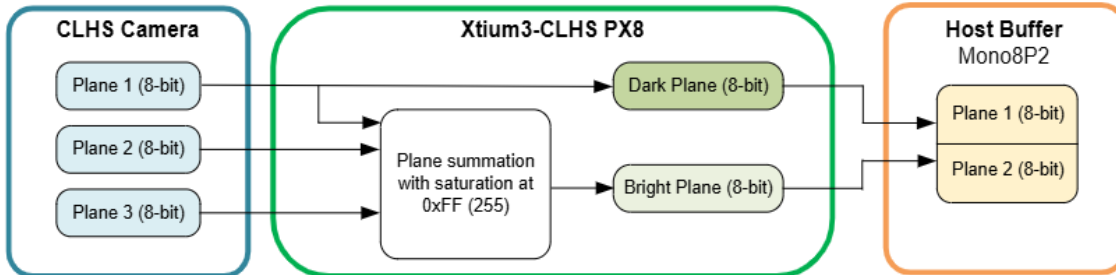 CLHS Camera
Plane 1 (8-bit)
Plane 2 (8-bit)
Plane 3 (8-bit)
Xtium3-CLHS PX8
Plane summation
with saturation at
0xFF (255)
Dark Plane (8-bit)
Bright Plane (8-bit)
Host Buffer
Mono8P2
Plane 1 (8-bit)
Plane 2 (8-bit)